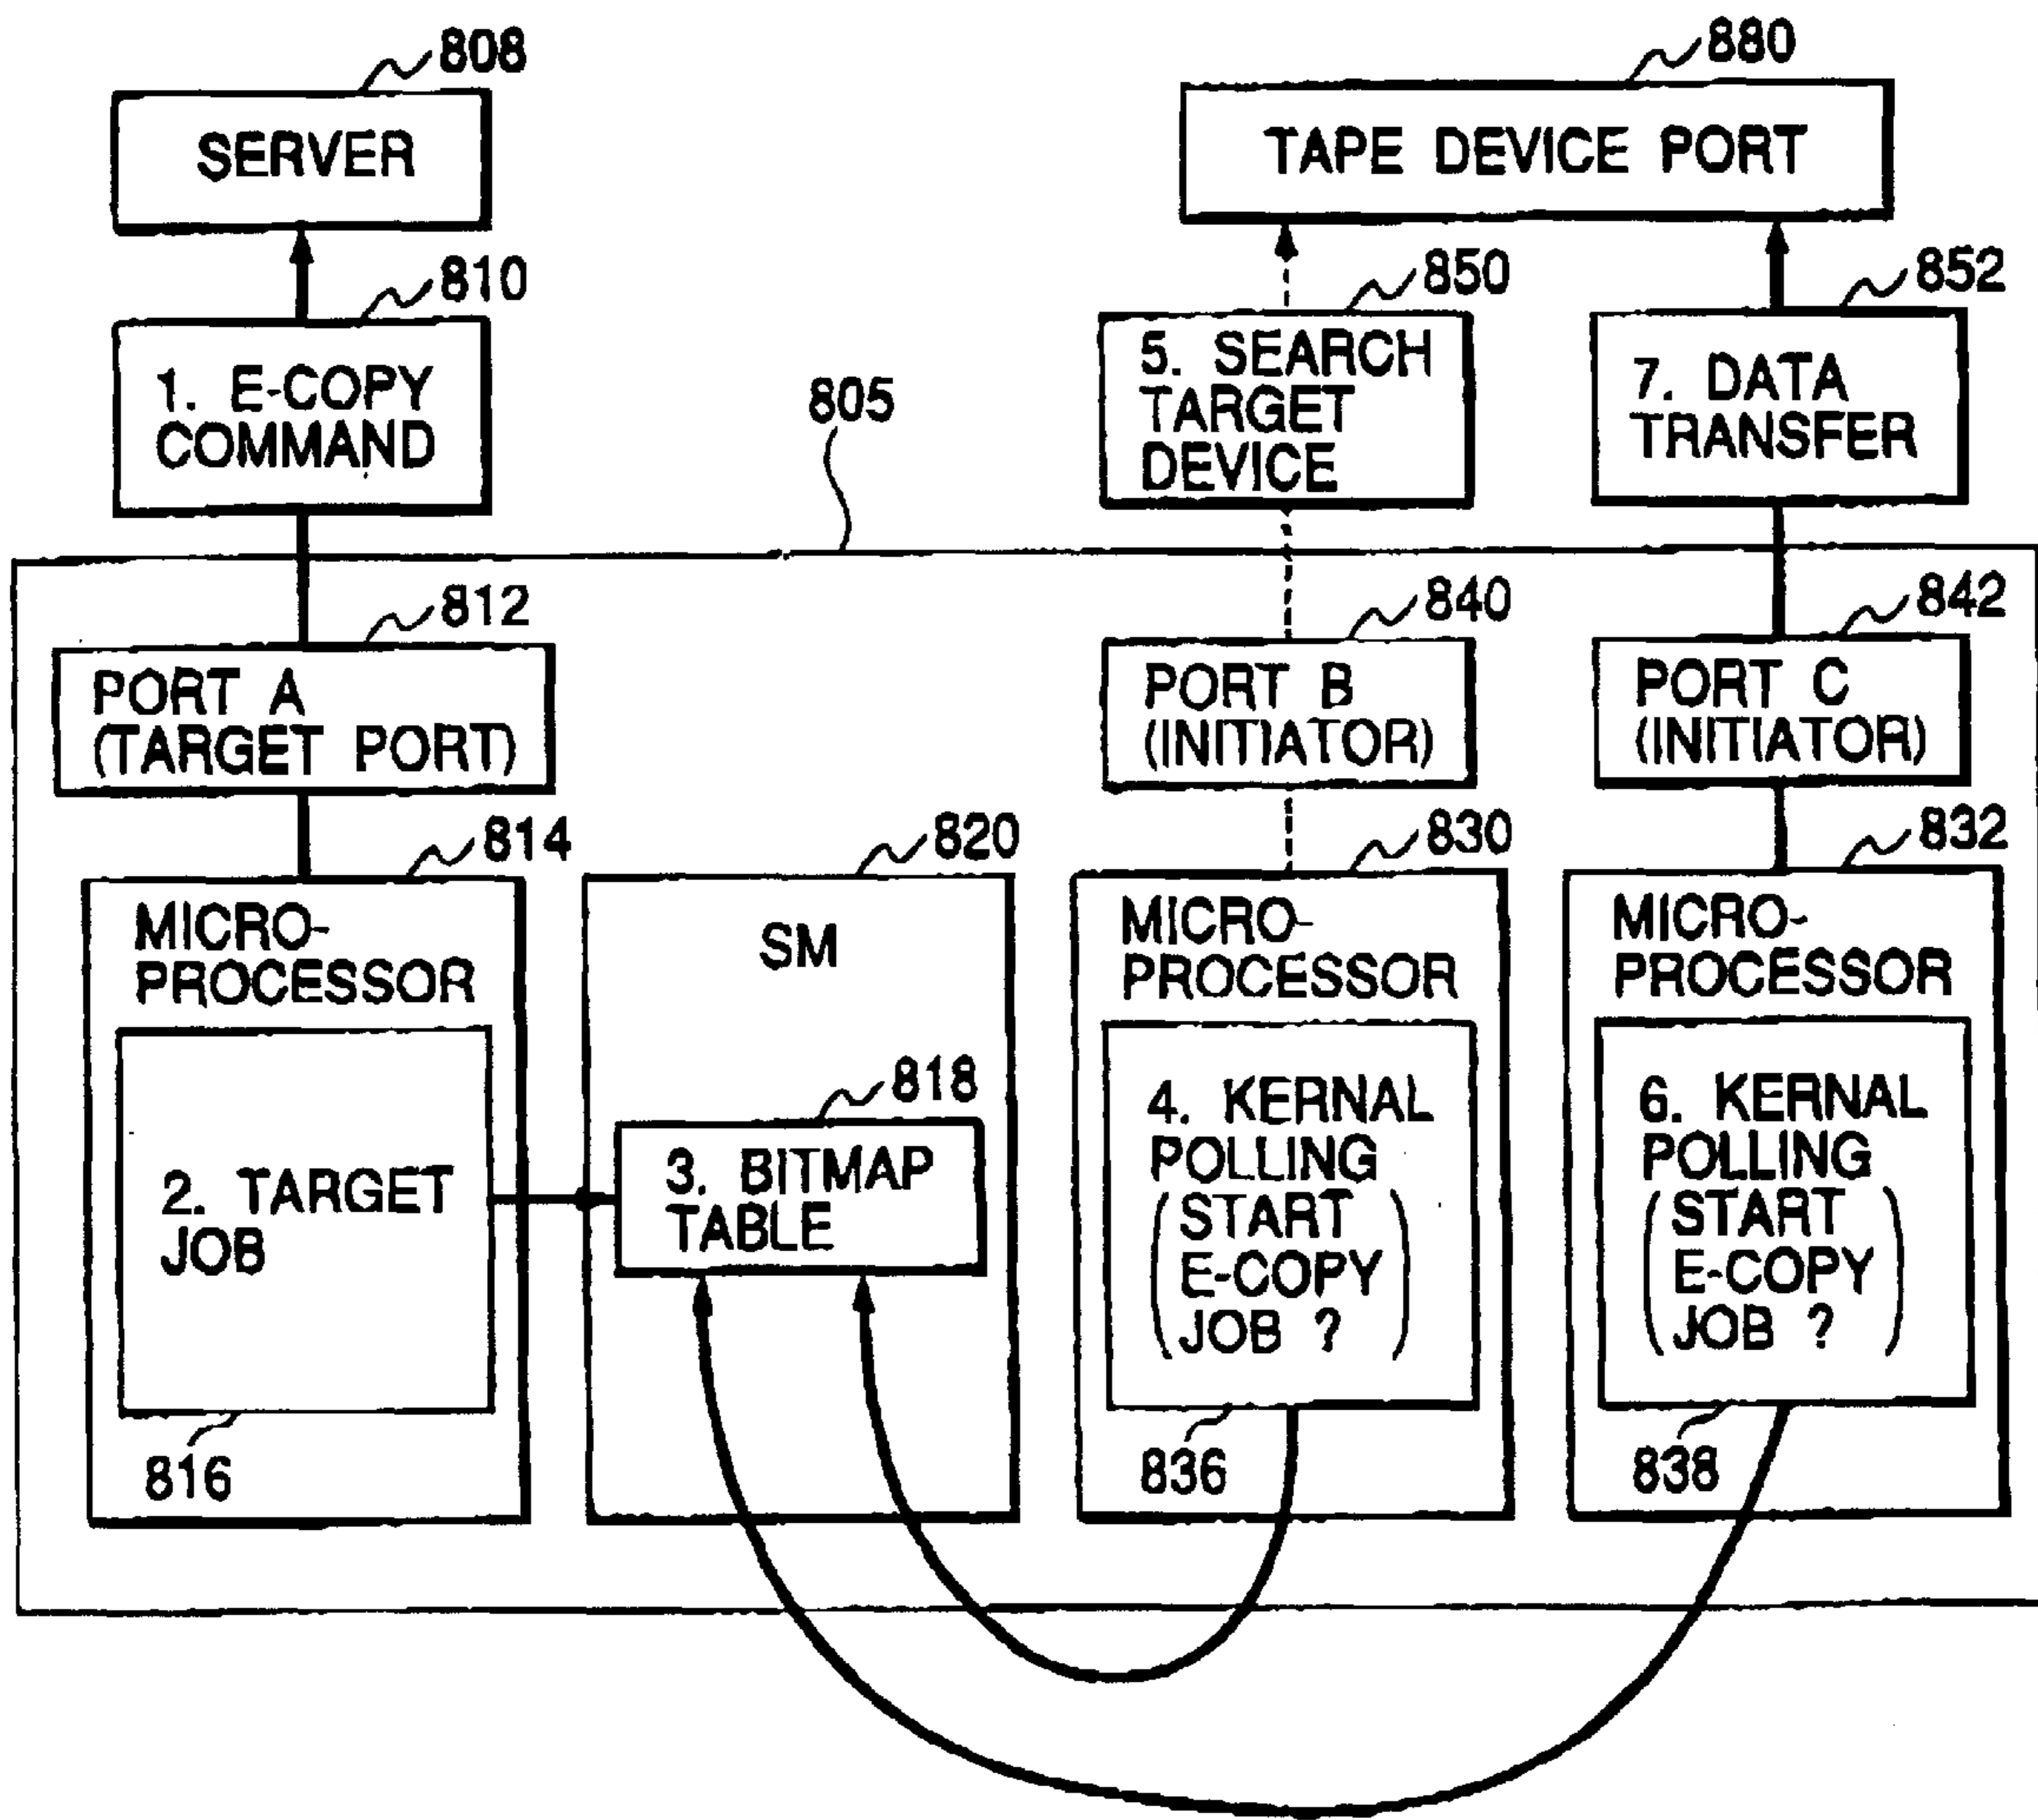 808
SERVER
880
TAPE DEVICE PORT
810
1. E-COPY
COMMAND
850
5. SEARCH
TARGET
DEVICE
852
7. DATA
TRANSFER
805
812
PORT A
(TARGET PORT)
840
PORT B
(INITIATOR)
842
PORT C
(INITIATOR)
814
MICRO-
PROCESSOR
2. TARGET
JOB
816
820
SM
818
3. BITMAP
TABLE
830
MICRO-
PROCESSOR
4. KERNAL
POLLING
(START
E-COPY
JOB ?)
836
832
MICRO-
PROCESSOR
6. KERNAL
POLLING
(START
E-COPY
JOB ?)
838